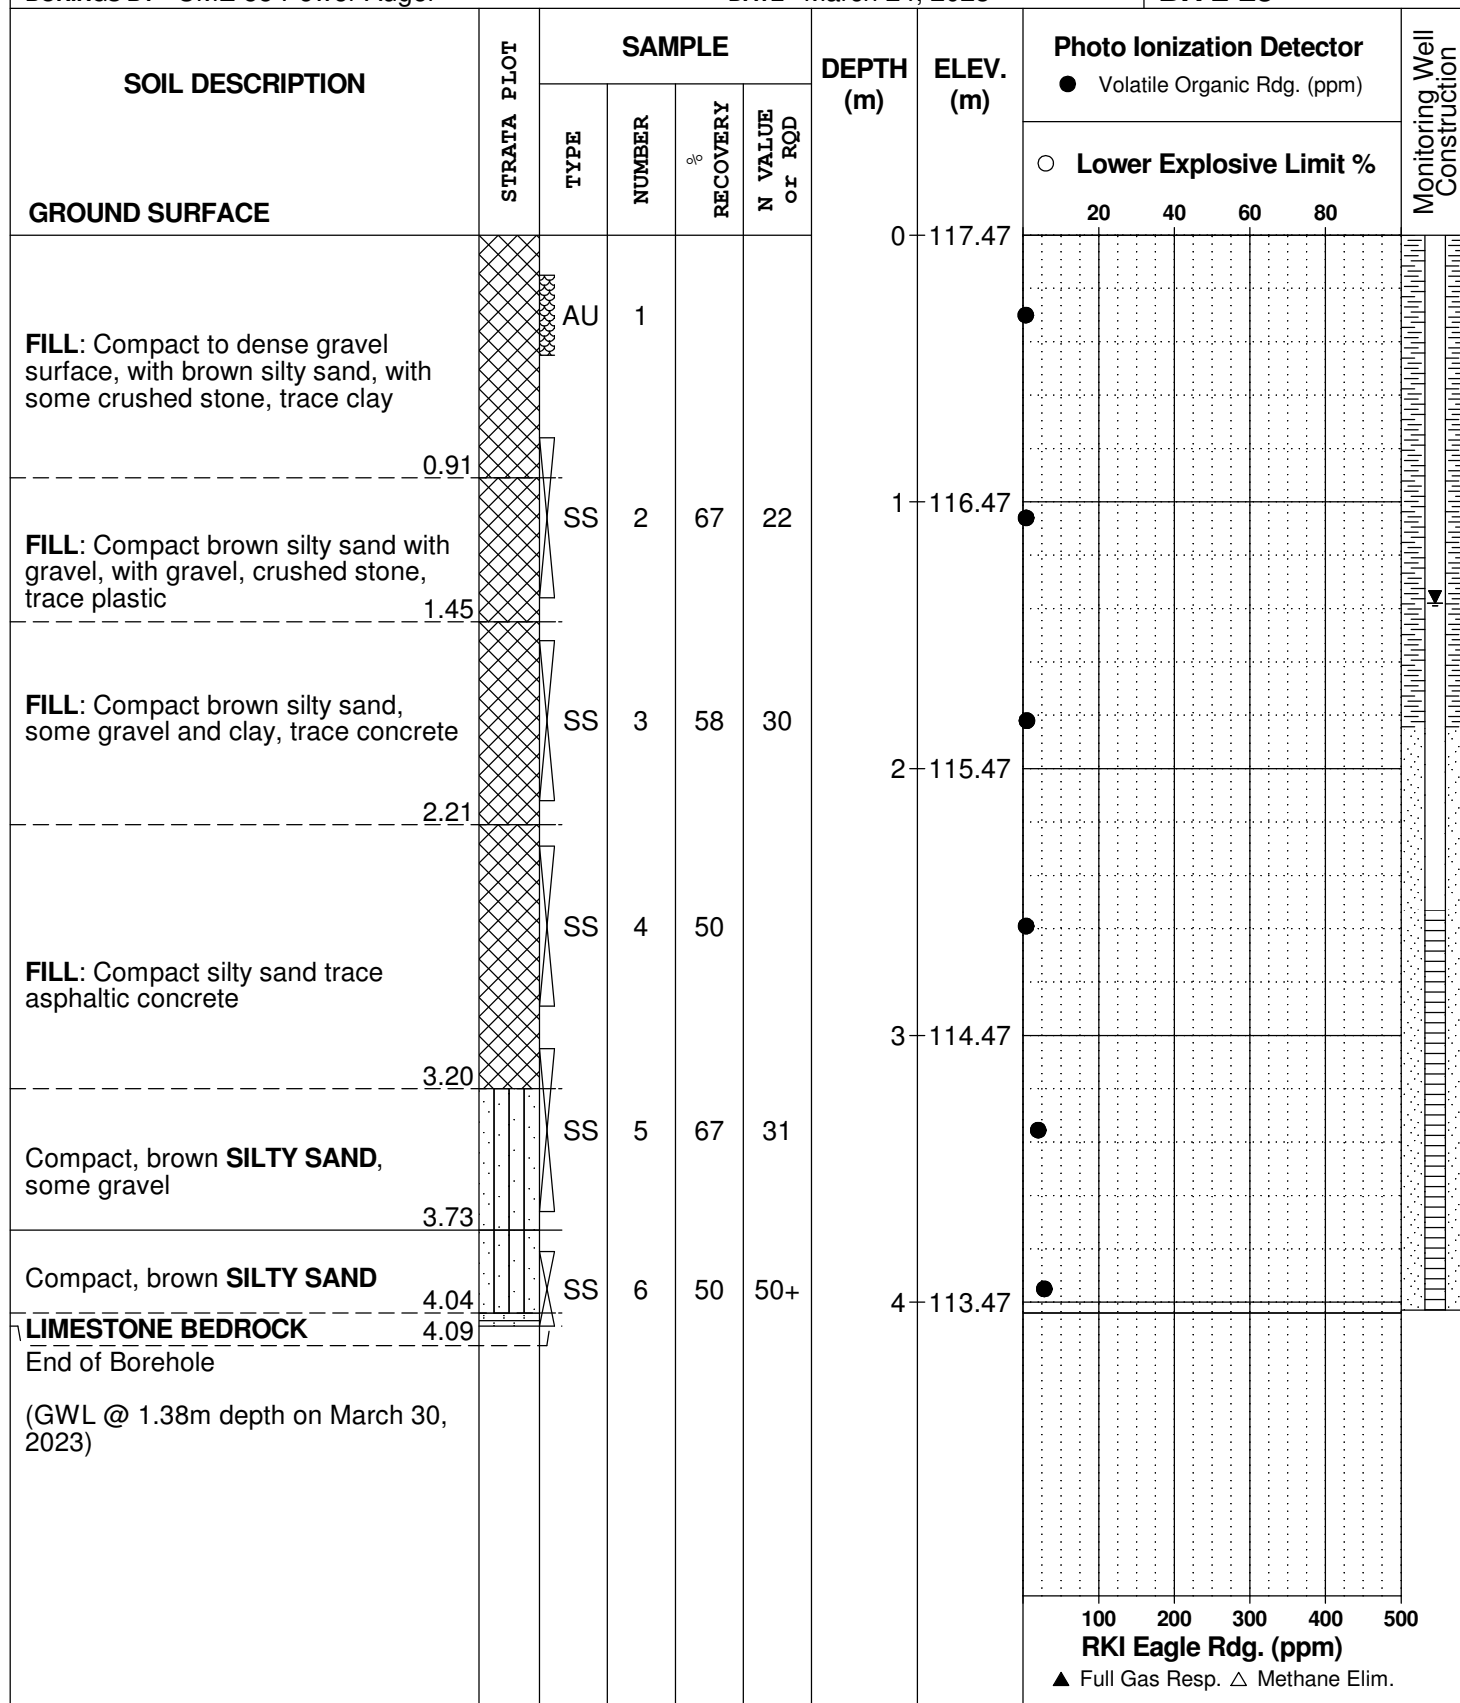 SOIL DESCRIPTION
GROUND SURFACE
STRATA PLOT
SAMPLE
TYPE
NUMBER
%
RECOVERY
N VALUE
or RQD
DEPTH
(m)
ELEV.
(m)
Photo Ionization Detector
● Volatile Organic Rdg. (ppm)
○ Lower Explosive Limit %
20 40 60 80
Monitoring Well
Construction
0 117.47
AU 1
FILL: Compact to dense gravel
surface, with brown silty sand, with
some crushed stone, trace clay
0.91
1 116.47
SS 2 67 22
FILL: Compact brown silty sand with
gravel, with gravel, crushed stone,
trace plastic
1.45
FILL: Compact brown silty sand,
some gravel and clay, trace concrete
SS 3 58 30
2 115.47
2.21
SS 4 50
FILL: Compact silty sand trace
asphaltic concrete
3 114.47
3.20
SS 5 67 31
Compact, brown SILTY SAND,
some gravel
3.73
Compact, brown SILTY SAND
SS 6 50 50+
4.04
4 113.47
LIMESTONE BEDROCK 4.09
End of Borehole
(GWL @ 1.38m depth on March 30,
2023)
100 200 300 400 500
RKI Eagle Rdg. (ppm)
▲ Full Gas Resp. △ Methane Elim.